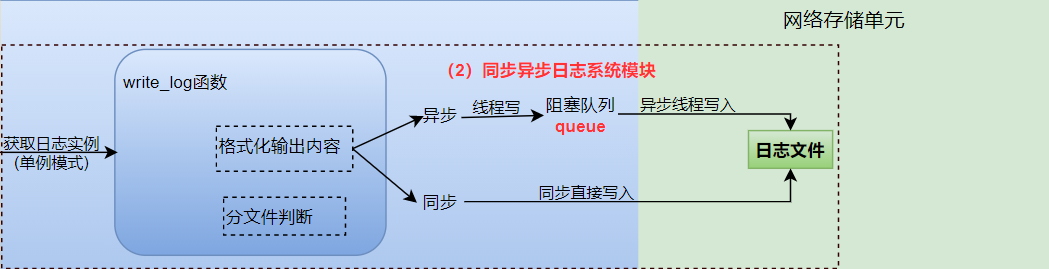 网络存储单元
(2)同步异步日志系统模块
write_log函数
获取日志实例
(单例模式)
格式化输出内容
分文件判断
异步
线程写
阻塞队列
queue
异步线程写入
日志文件
同步
同步直接写入